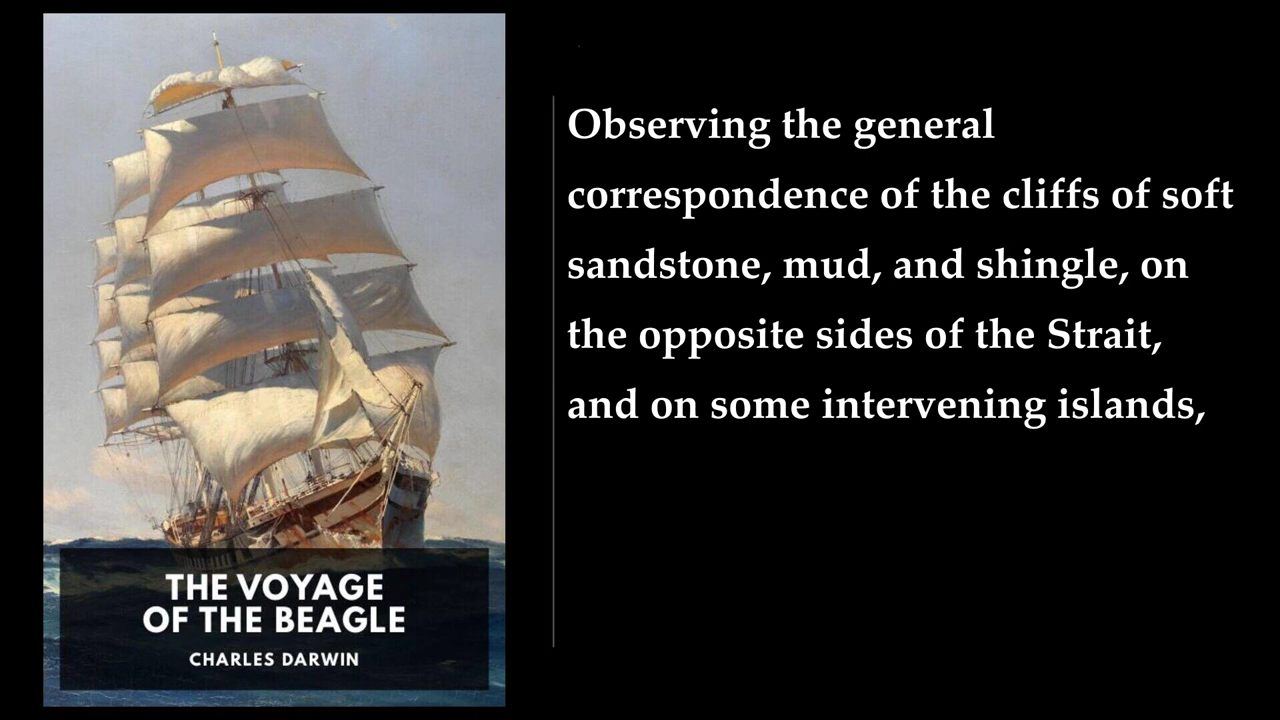 THE VOYAGE
OF THE BEAGLE
CHARLES DARWIN
Observing the general
correspondence of the cliffs of soft
sandstone, mud, and shingle, on
the opposite sides of the Strait,
and on some intervening islands,